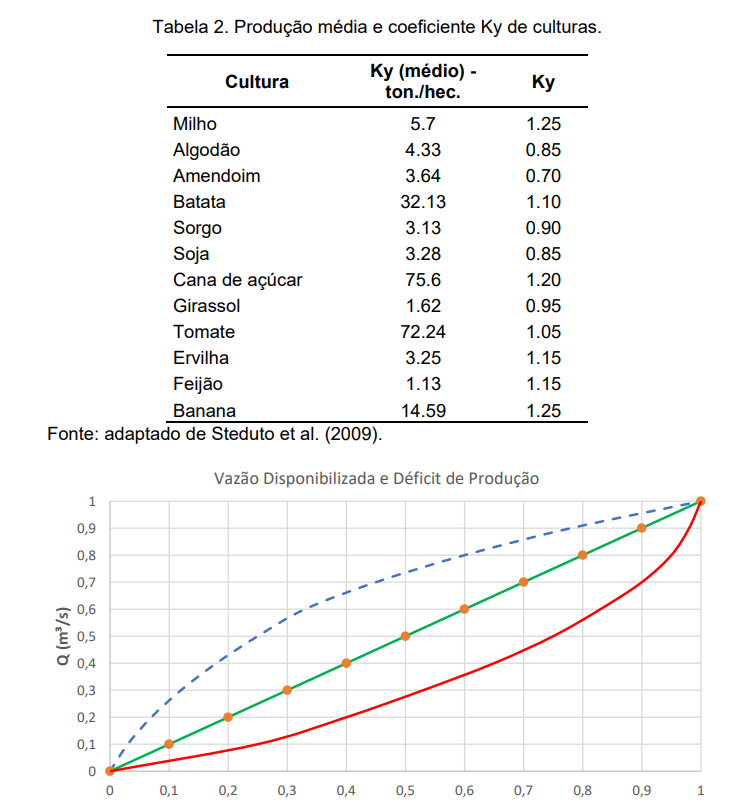 Tabela 2. Produção média e coeficiente Ky de culturas.
Cultura Ky (médio) - ton./hec. Ky
Milho 5.7 1.25
Algodão 4.33 0.85
Amendoim 3.64 0.70
Batata 32.13 1.10
Sorgo 3.13 0.90
Soja 3.28 0.85
Cana de açúcar 75.6 1.20
Girassol 1.62 0.95
Tomate 72.24 1.05
Ervilha 3.25 1.15
Feijão 1.13 1.15
Banana 14.59 1.25
Fonte: adaptado de Steduto et al. (2009).
Vazão Disponibilizada e Déficit de Produção
Q (m³/s)
1
0,9
0,8
0,7
0,6
0,5
0,4
0,3
0,2
0,1
0
0 0,1 0,2 0,3 0,4 0,5 0,6 0,7 0,8 0,9 1